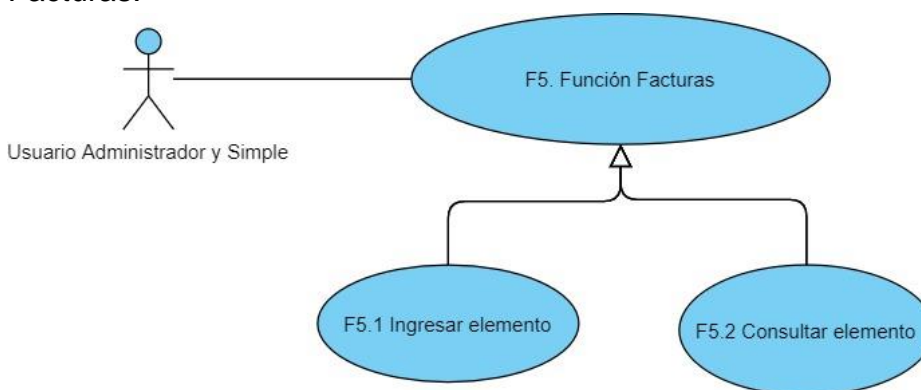 Facturas.
F5. Función Facturas
Usuario Administrador y Simple
F5.1 Ingresar elemento
F5.2 Consultar elemento